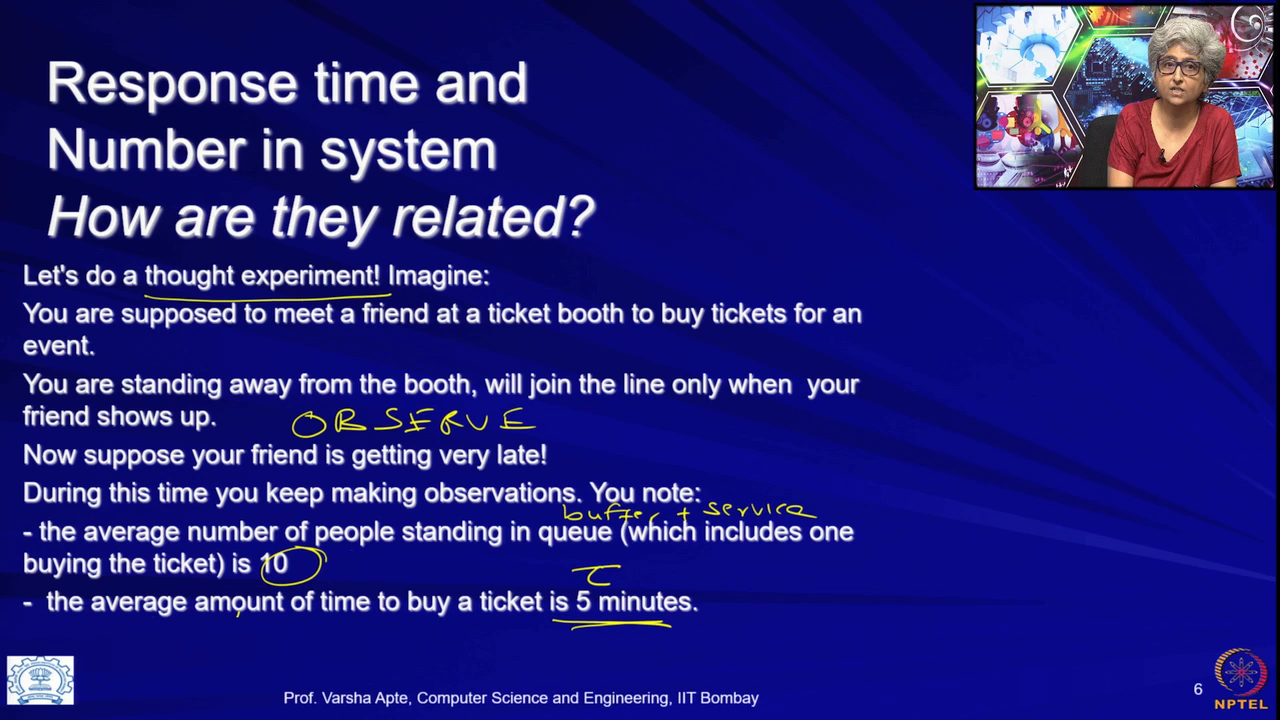 Response time and
Number in system
How are they related?
Let's do a thought experiment! Imagine:
You are supposed to meet a friend at a ticket booth to buy tickets for an
event.
You are standing away from the booth, will join the line only when your
friend shows up.
OBSERVE
Now suppose your friend is getting very late!
During this time you keep making observations. You note:
buffer + service
- the average number of people standing in queue (which includes one
buying the ticket) is 10
τ
- the average amount of time to buy a ticket is 5 minutes.
Prof. Varsha Apte, Computer Science and Engineering, IIT Bombay
6
NPTEL